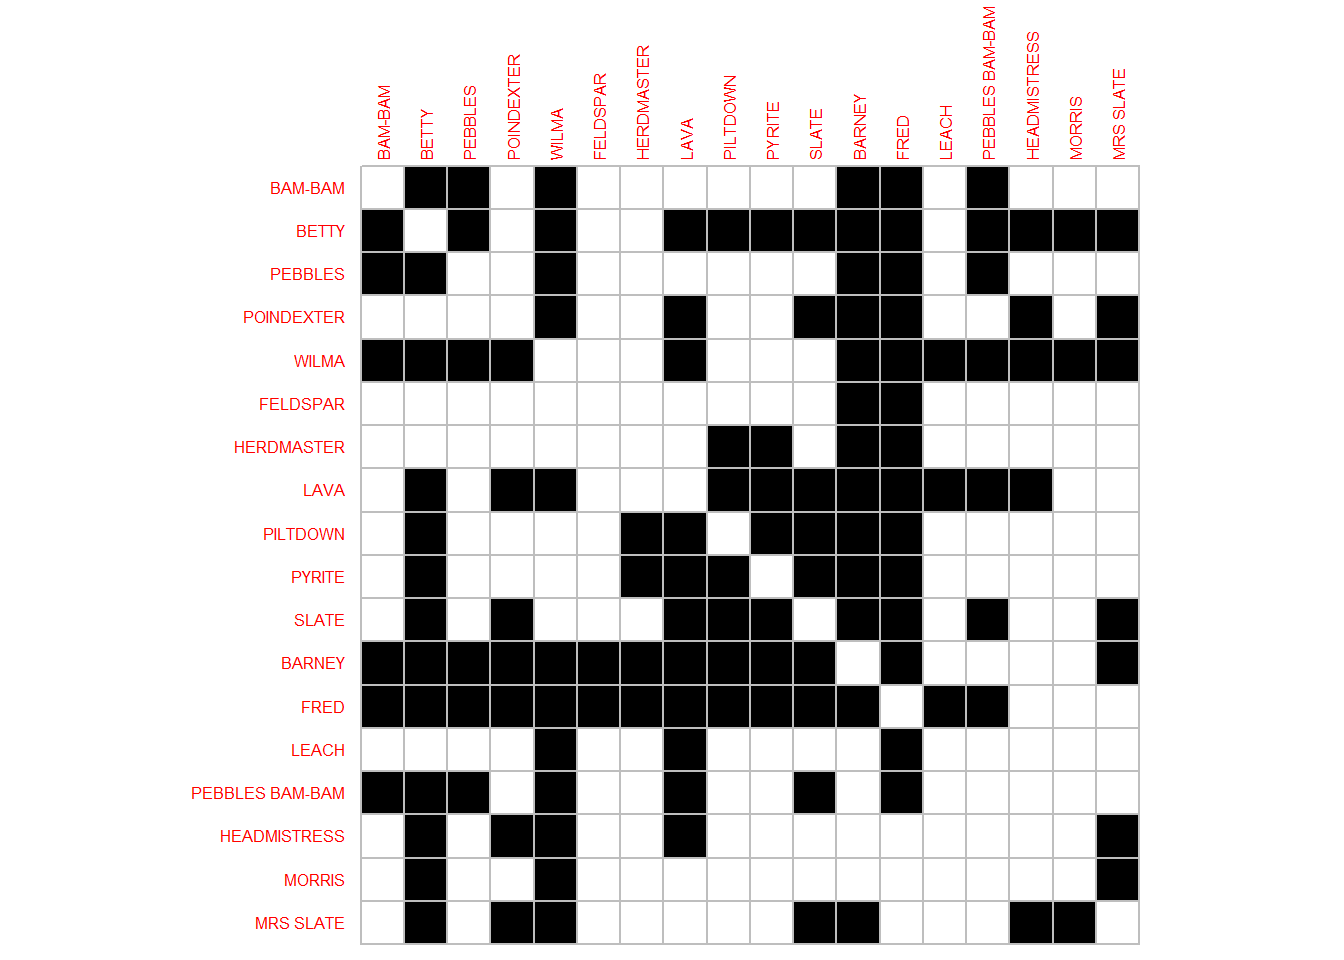 BAM-BAM
BETTY
PEBBLES
POINDEXTER
WILMA
FELDSPAR
HERDMASTER
LAVA
PILTDOWN
PYRITE
SLATE
BARNEY
FRED
LEACH
PEBBLES BAM-BAM
HEADMISTRESS
MORRIS
MRS SLATE
BAM-BAM
BETTY
PEBBLES
POINDEXTER
WILMA
FELDSPAR
HERDMASTER
LAVA
PILTDOWN
PYRITE
SLATE
BARNEY
FRED
LEACH
PEBBLES BAM-BAM
HEADMISTRESS
MORRIS
MRS SLATE